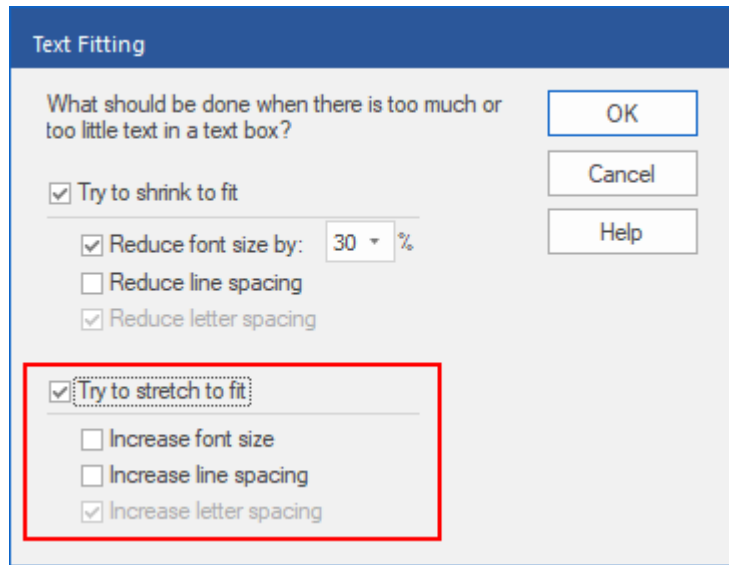 Text Fitting
What should be done when there is too much or
too little text in a text box?
OK
Cancel
Help
Try to shrink to fit
Reduce font size by: 30 %
Reduce line spacing
Reduce letter spacing
Try to stretch to fit
Increase font size
Increase line spacing
Increase letter spacing